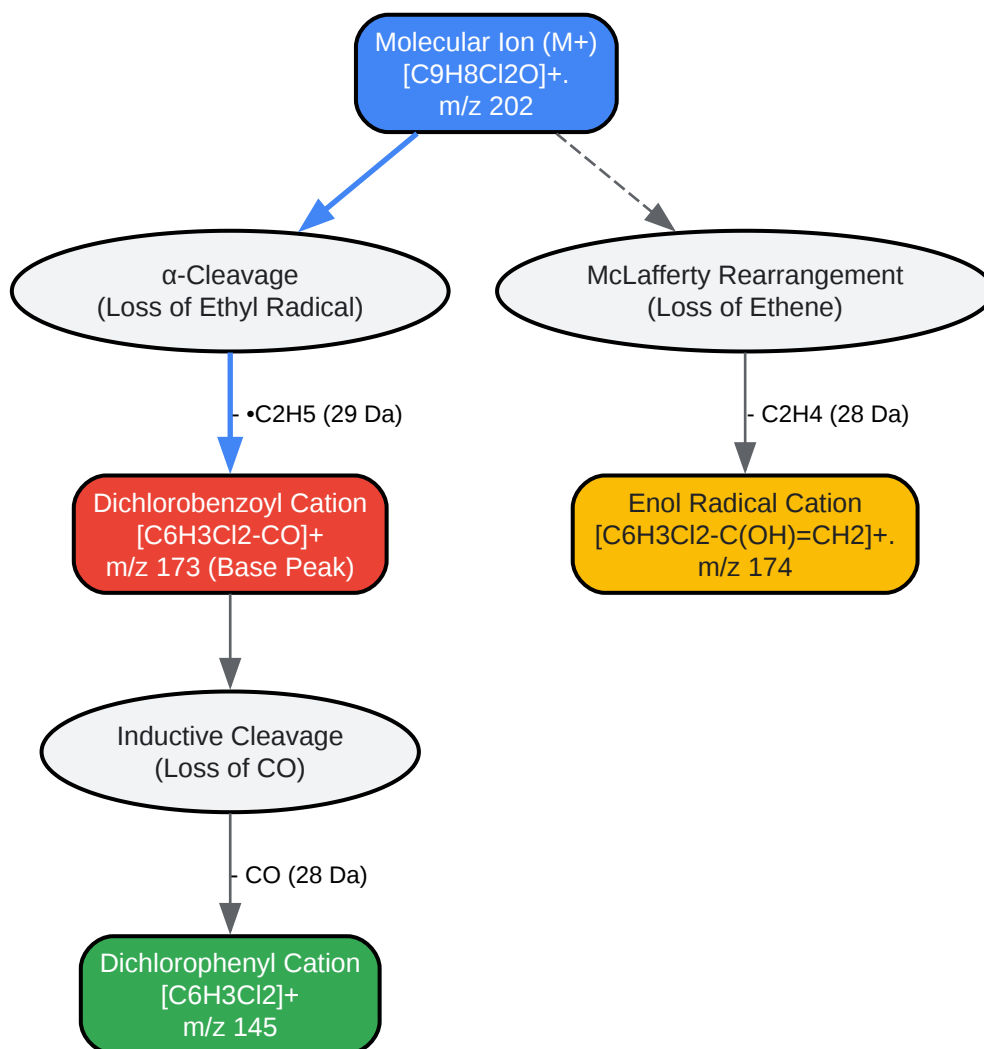 Molecular Ion (M+)
[C9H8Cl2O]+.
m/z 202
α-Cleavage
(Loss of Ethyl Radical)
McLafferty Rearrangement
(Loss of Ethene)
- •C2H5 (29 Da)
- C2H4 (28 Da)
Dichlorobenzoyl Cation
[C6H3Cl2-CO]+
m/z 173 (Base Peak)
Enol Radical Cation
[C6H3Cl2-C(OH)=CH2]+.
m/z 174
Inductive Cleavage
(Loss of CO)
- CO (28 Da)
Dichlorophenyl Cation
[C6H3Cl2]+
m/z 145